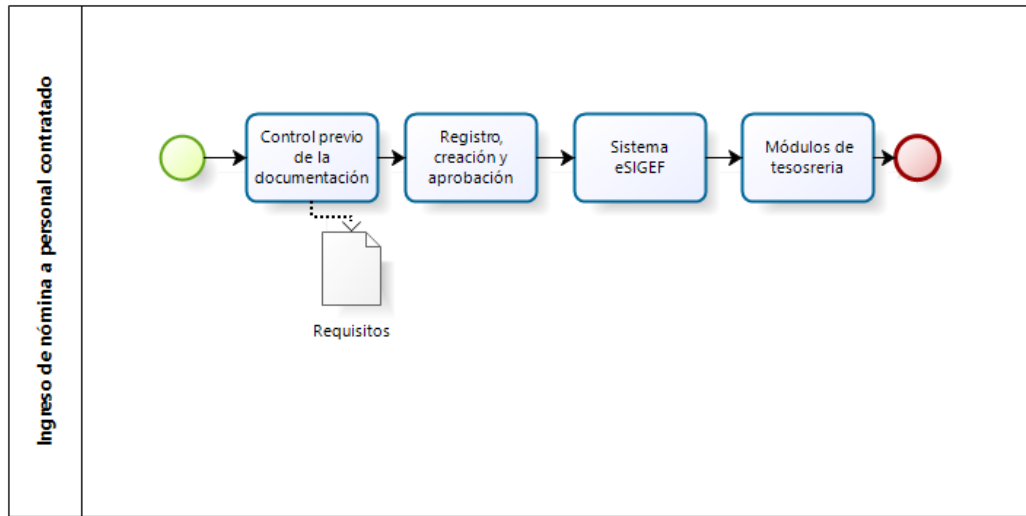 Ingreso de nómina a personal contratado
Control previo
de la
documentación
Registro,
creación y
aprobación
Sistema
eSIGEF
Módulos de
tesosreria
Requisitos